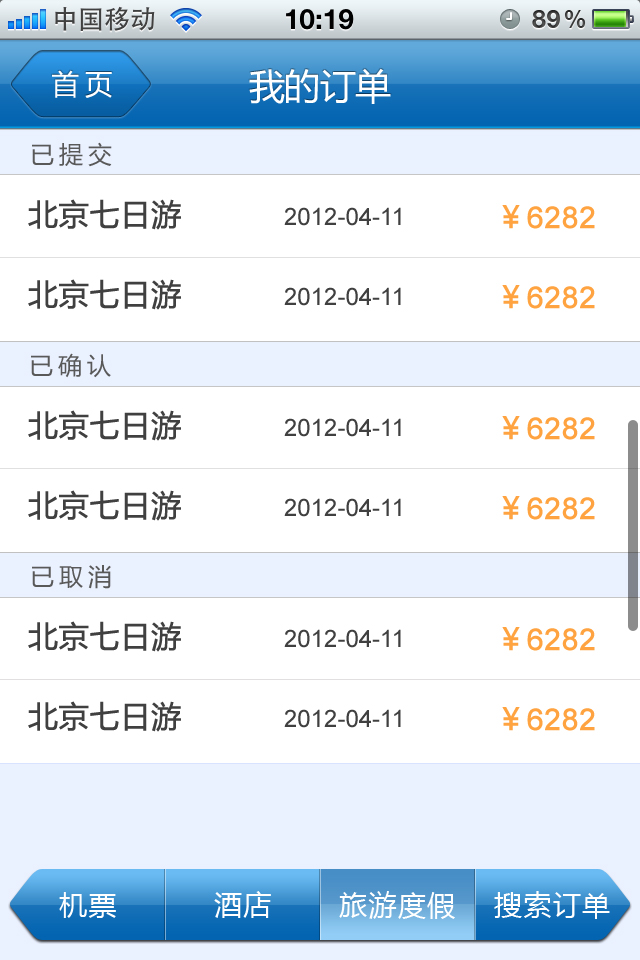 中国移动 10:19 89%
首页 我的订单
已提交
北京七日游 2012-04-11 ¥6282
北京七日游 2012-04-11 ¥6282
已确认
北京七日游 2012-04-11 ¥6282
北京七日游 2012-04-11 ¥6282
已取消
北京七日游 2012-04-11 ¥6282
北京七日游 2012-04-11 ¥6282
机票 酒店 旅游度假 搜索订单